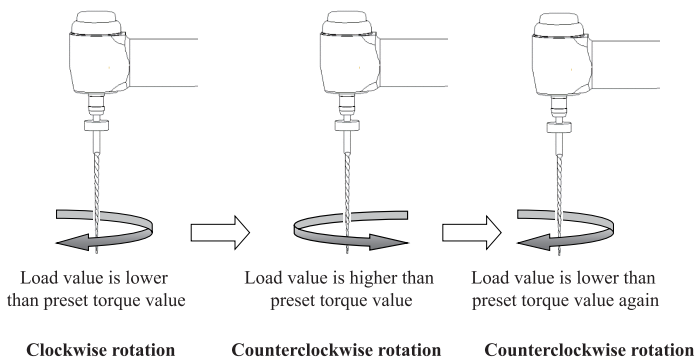 Load value is lower
than preset torque value
Load value is higher than
preset torque value
Load value is lower than
preset torque value again
Clockwise rotation
Counterclockwise rotation
Counterclockwise rotation